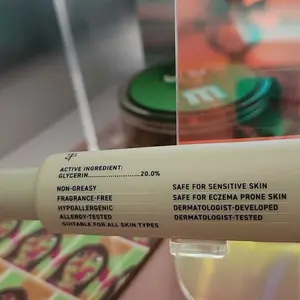 ACTIVE INGREDIENT:
GLYCERIN................20.0%
NON-GREASY
FRAGRANCE-FREE
HYPOALLERGENIC
ALLERGY-TESTED
SUITABLE FOR ALL SKIN TYPES
SAFE FOR SENSITIVE SKIN
SAFE FOR ECZEMA PRONE SKIN
DERMATOLOGIST-DEVELOPED
DERMATOLOGIST-TESTED
m